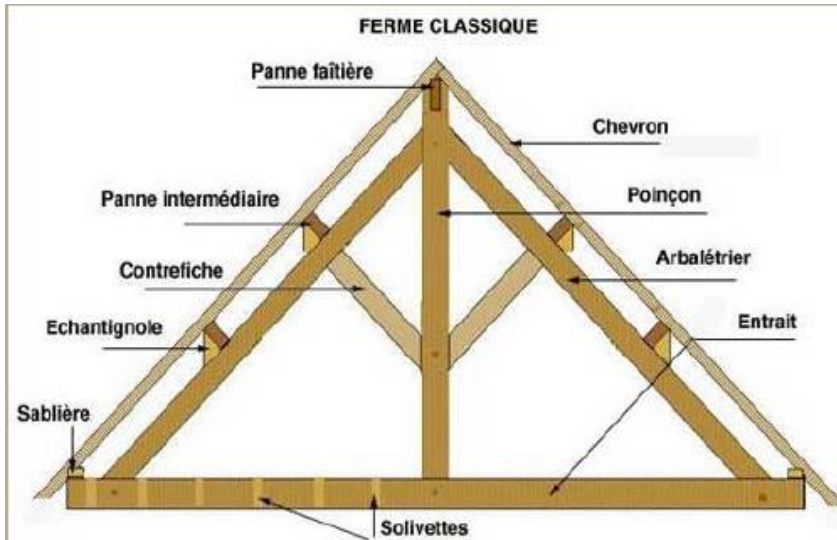 FERME CLASSIQUE
Panne faîtière
Chevron
Panne intermédiaire
Poinçon
Contrefiche
Arbalétrier
Echantignole
Entrait
Sablière
Solivettes